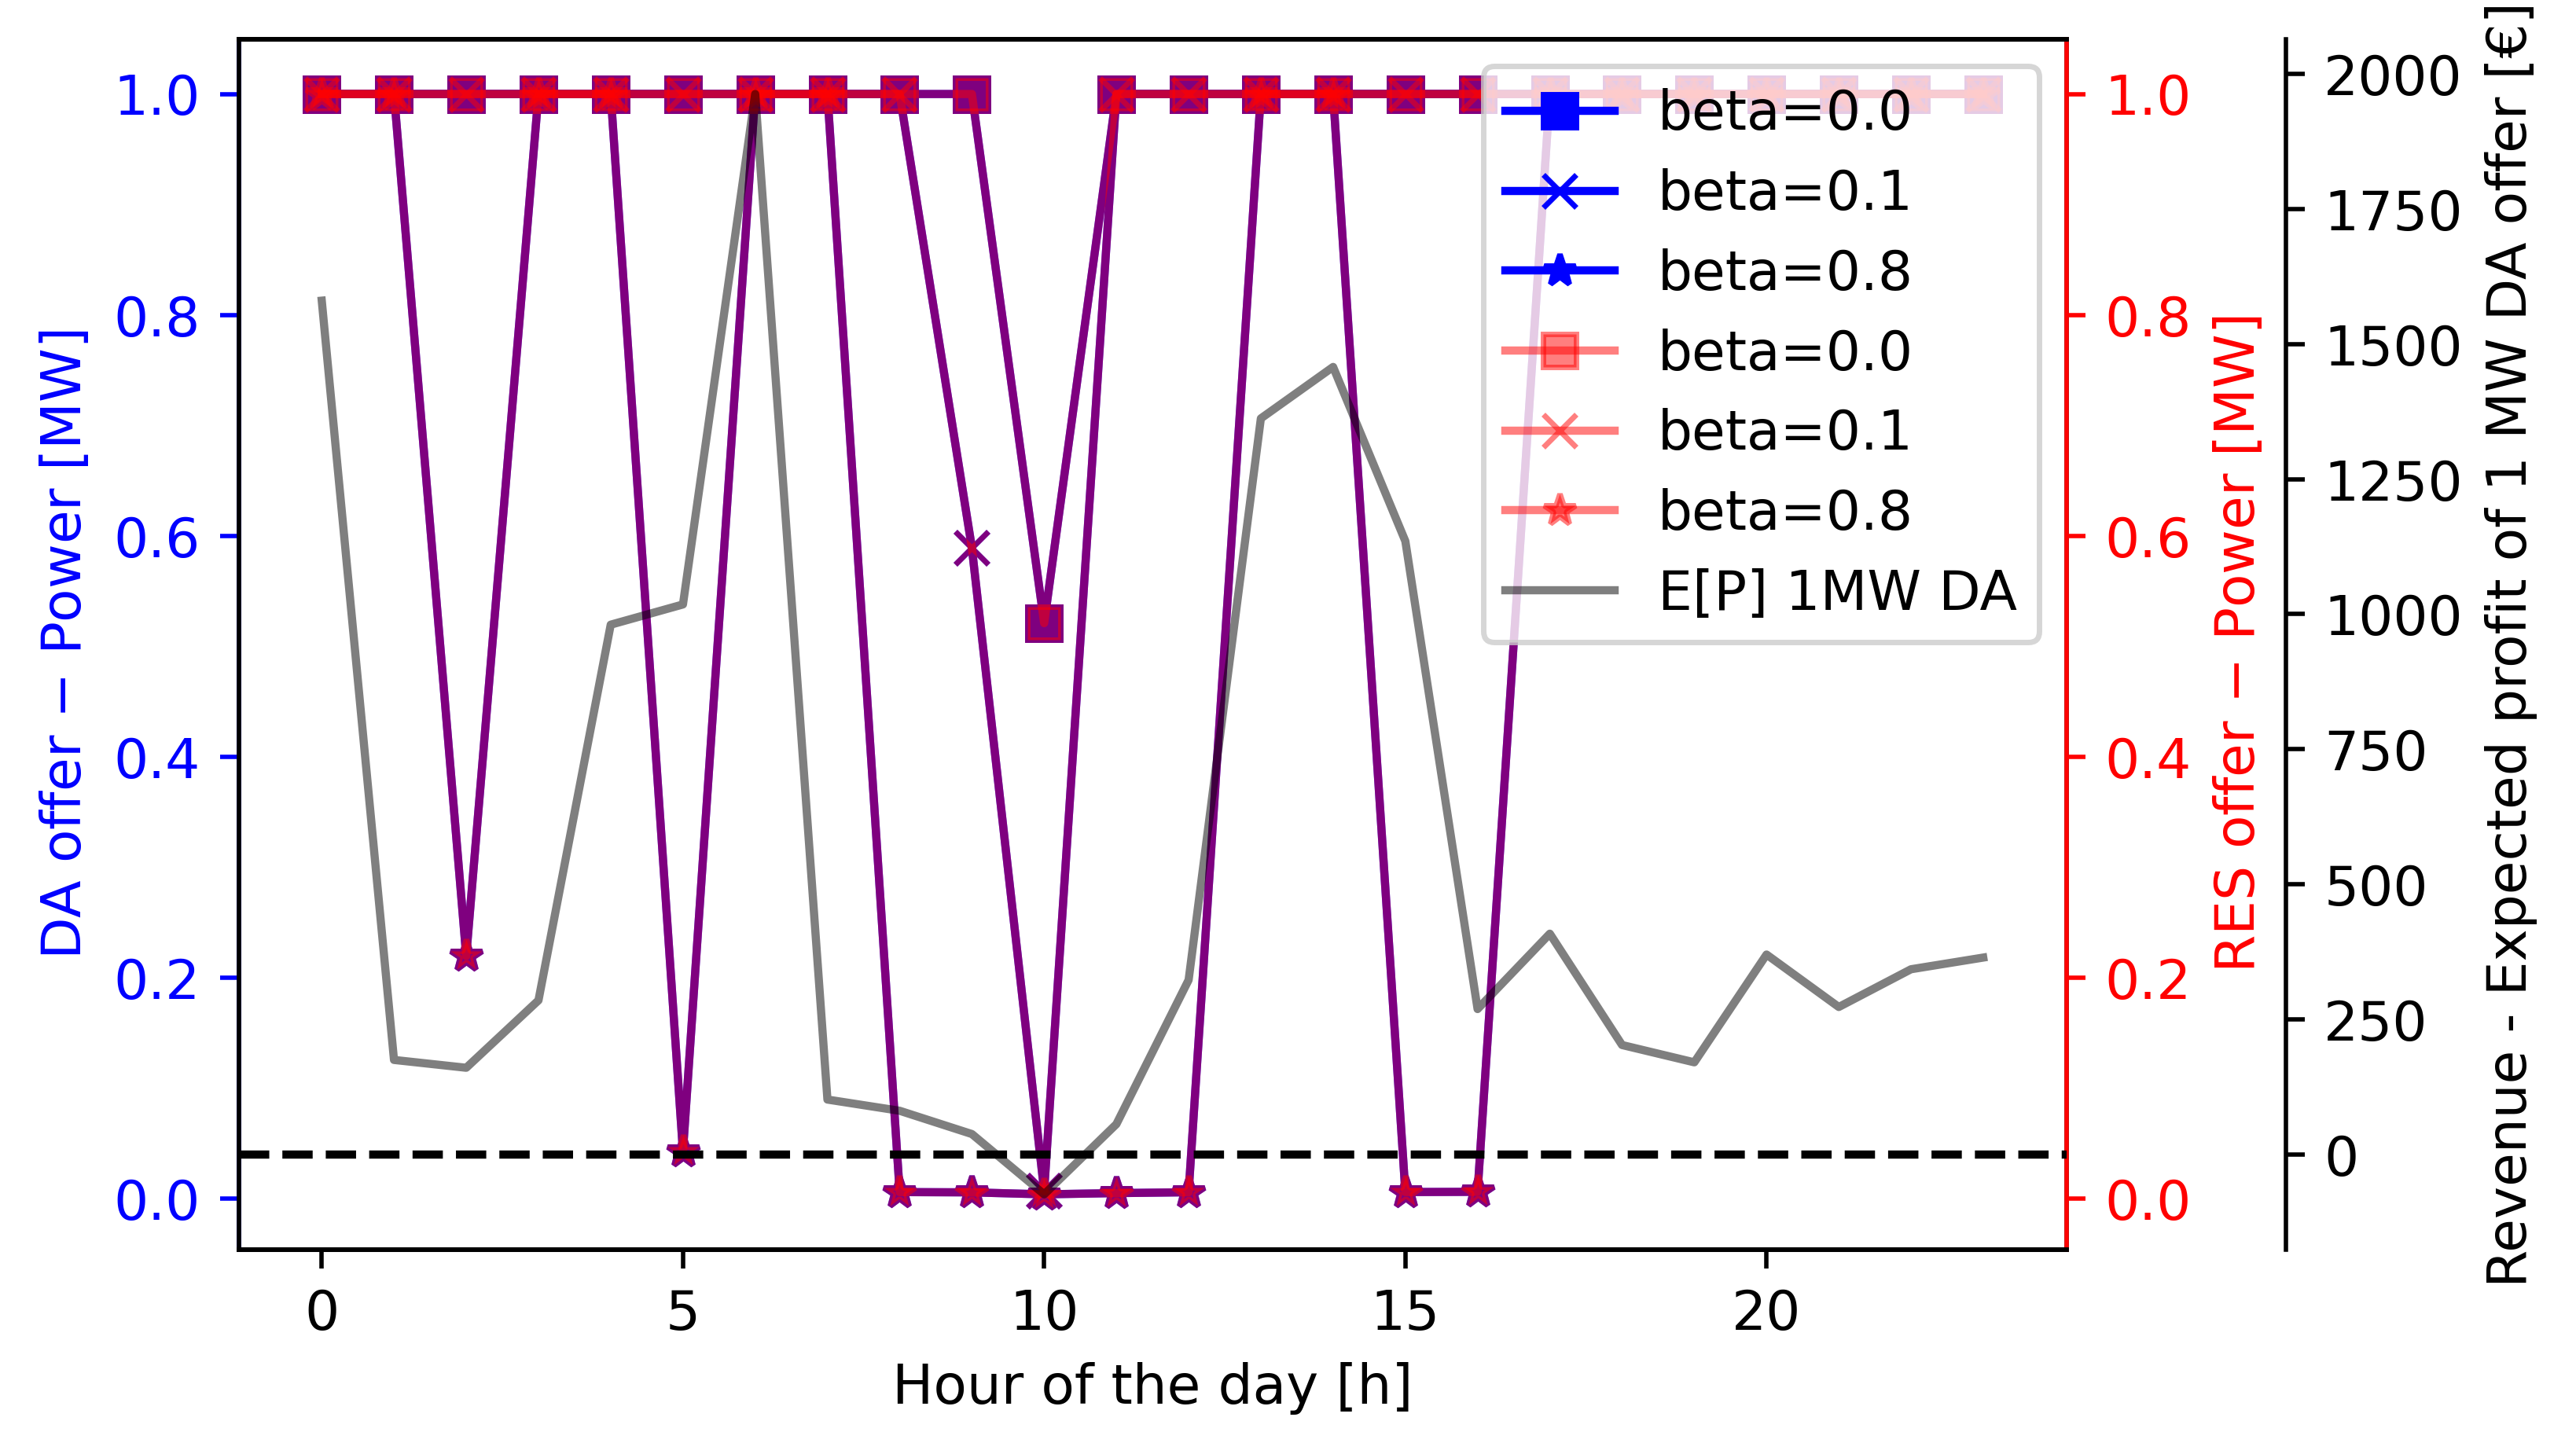 1.0
0.8
0.6
0.4
0.2
0.0
DA offer − Power [MW]
0
5
10
15
20
Hour of the day [h]
beta=0.0
beta=0.1
beta=0.8
beta=0.0
beta=0.1
beta=0.8
E[P] 1MW DA
1.0
0.8
0.6
0.4
0.2
0.0
RES offer − Power [MW]
2000
1750
1500
1250
1000
750
500
250
0
Revenue - Expected profit of 1 MW DA offer [€]